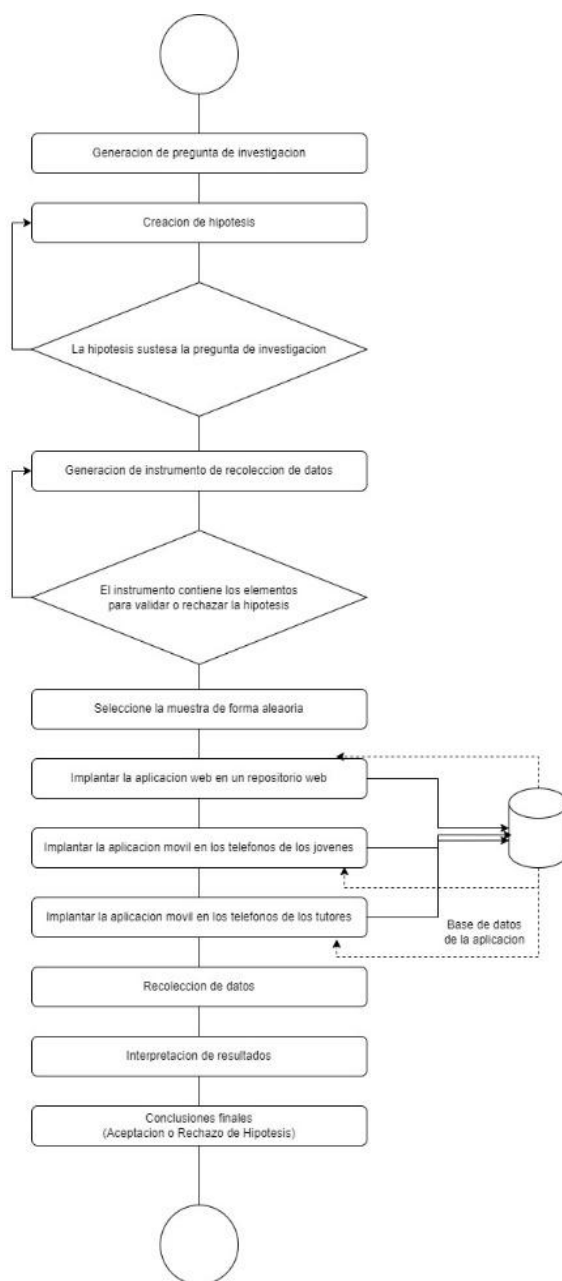 Generacion de pregunta de investigacion
Creacion de hipotesis
La hipotesis sustesa la pregunta de investigacion
Generacion de instrumento de recoleccion de datos
El instrumento contiene los elementos
para validar o rechazar la hipotesis
Seleccione la muestra de forma aleaoria
Implantar la aplicacion web en un repositorio web
Implantar la aplicacion movil en los telefonos de los jovenes
Implantar la aplicacion movil en los telefonos de los tutores
Base de datos
de la aplicacion
Recoleccion de datos
Interpretacion de resultados
Conclusiones finales
(Aceptacion o Rechazo de Hipotesis)